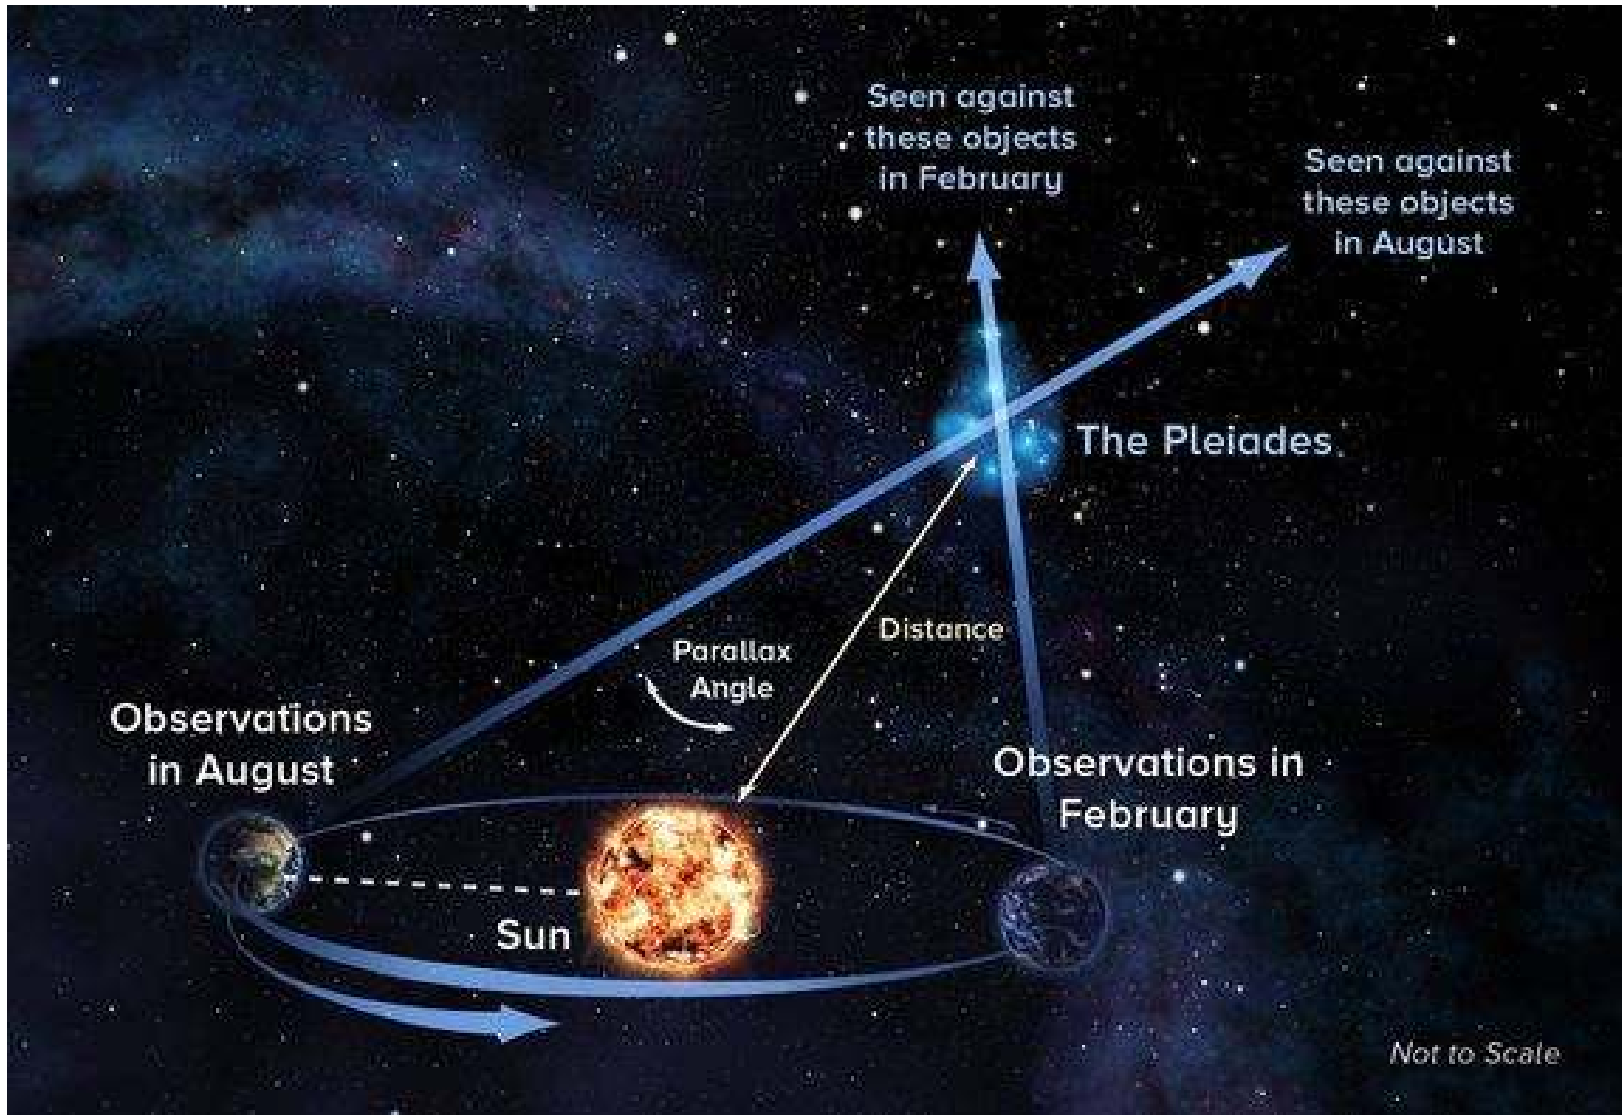 Seen against
these objects
in February
Seen against
these objects
in August
The Pleiades
Distance
Parallax
Angle
Observations
in August
Observations in
February
Sun
Not to Scale